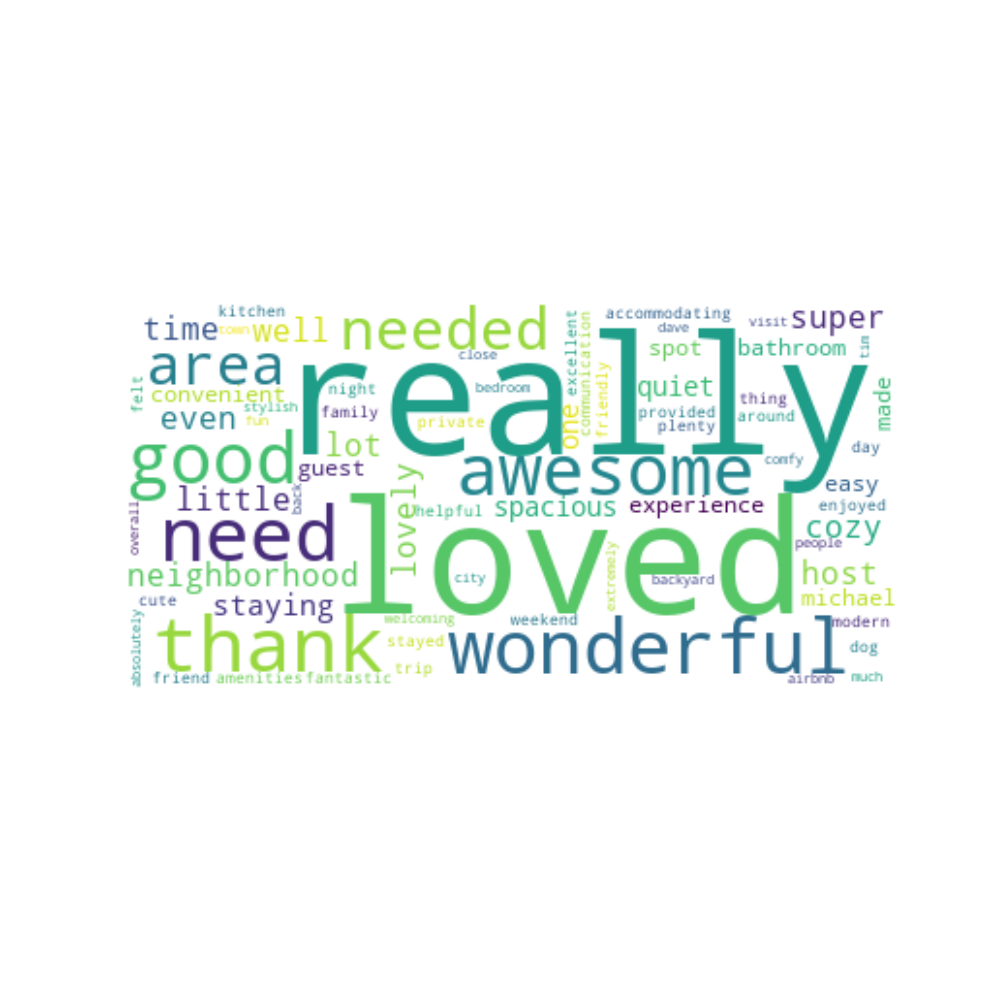 kitchen
accommodating
time
town
well
needed
dave
visit
super
excellent
communication
really
close
spot
bathroom
tim
area
felt
convenient
night
bedroom
quiet
thing
made
even
stylish
fun
family
private
one
friendly
provided
around
plenty
good
lot
guest
awesome
comfy
day
little
back
lovely
helpful
spacious
experience
easy
enjoyed
overall
need
loved
cozy
people
neighborhood
city
extremely
backyard
host
cute
staying
michael
absolutely
thank
welcoming
stayed
weekend
wonderful
modern
dog
friend
amenities
fantastic
trip
airbnb
much